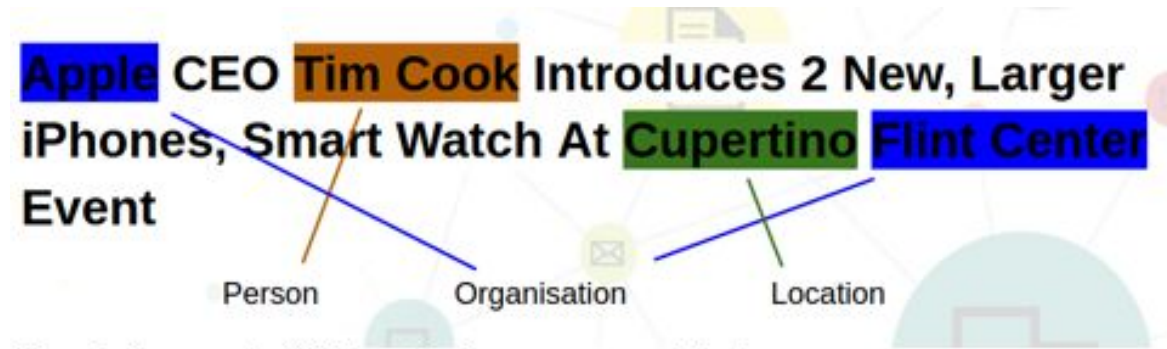 Apple CEO Tim Cook Introduces 2 New, Larger
iPhones, Smart Watch At Cupertino Flint Center
Event
Person Organisation Location